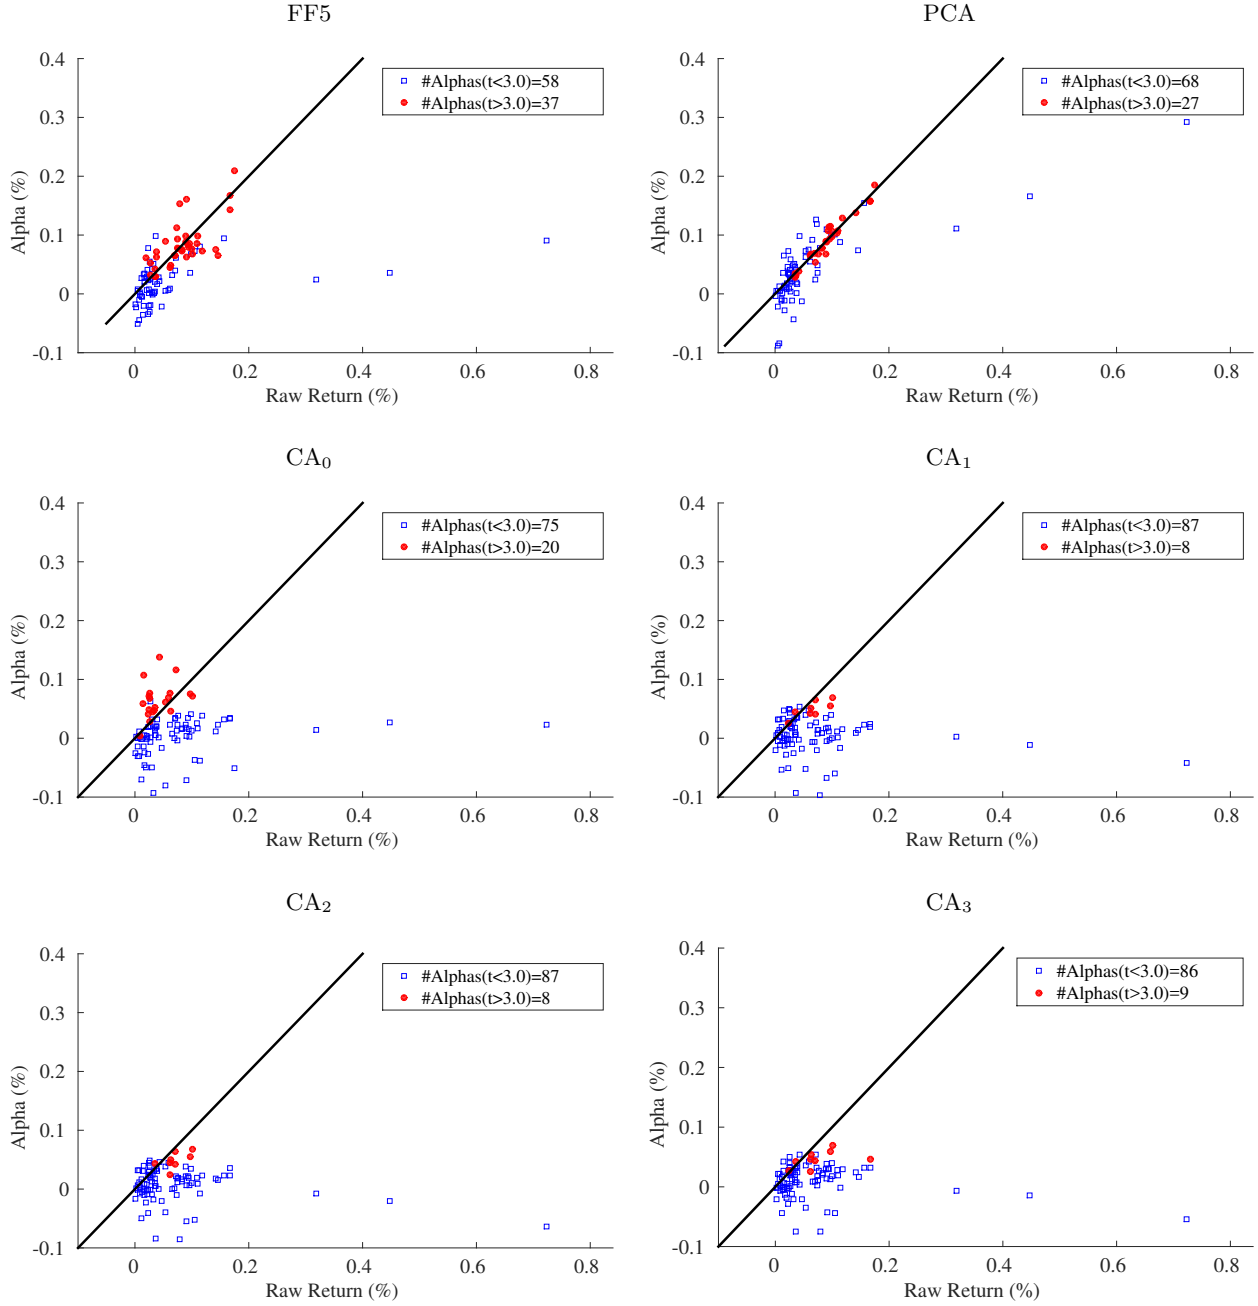 FF5
0.4
0.3
0.2
0.1
0
-0.1
Alpha (%)
#Alphas(t<3.0)=58
#Alphas(t>3.0)=37
0 0.2 0.4 0.6 0.8
Raw Return (%)
PCA
0.4
0.3
0.2
0.1
0
-0.1
Alpha (%)
#Alphas(t<3.0)=68
#Alphas(t>3.0)=27
0 0.2 0.4 0.6 0.8
Raw Return (%)
CA₀
0.4
0.3
0.2
0.1
0
-0.1
Alpha (%)
#Alphas(t<3.0)=75
#Alphas(t>3.0)=20
0 0.2 0.4 0.6 0.8
Raw Return (%)
CA₁
0.4
0.3
0.2
0.1
0
-0.1
Alpha (%)
#Alphas(t<3.0)=87
#Alphas(t>3.0)=8
0 0.2 0.4 0.6 0.8
Raw Return (%)
CA₂
0.4
0.3
0.2
0.1
0
-0.1
Alpha (%)
#Alphas(t<3.0)=87
#Alphas(t>3.0)=8
0 0.2 0.4 0.6 0.8
Raw Return (%)
CA₃
0.4
0.3
0.2
0.1
0
-0.1
Alpha (%)
#Alphas(t<3.0)=86
#Alphas(t>3.0)=9
0 0.2 0.4 0.6 0.8
Raw Return (%)